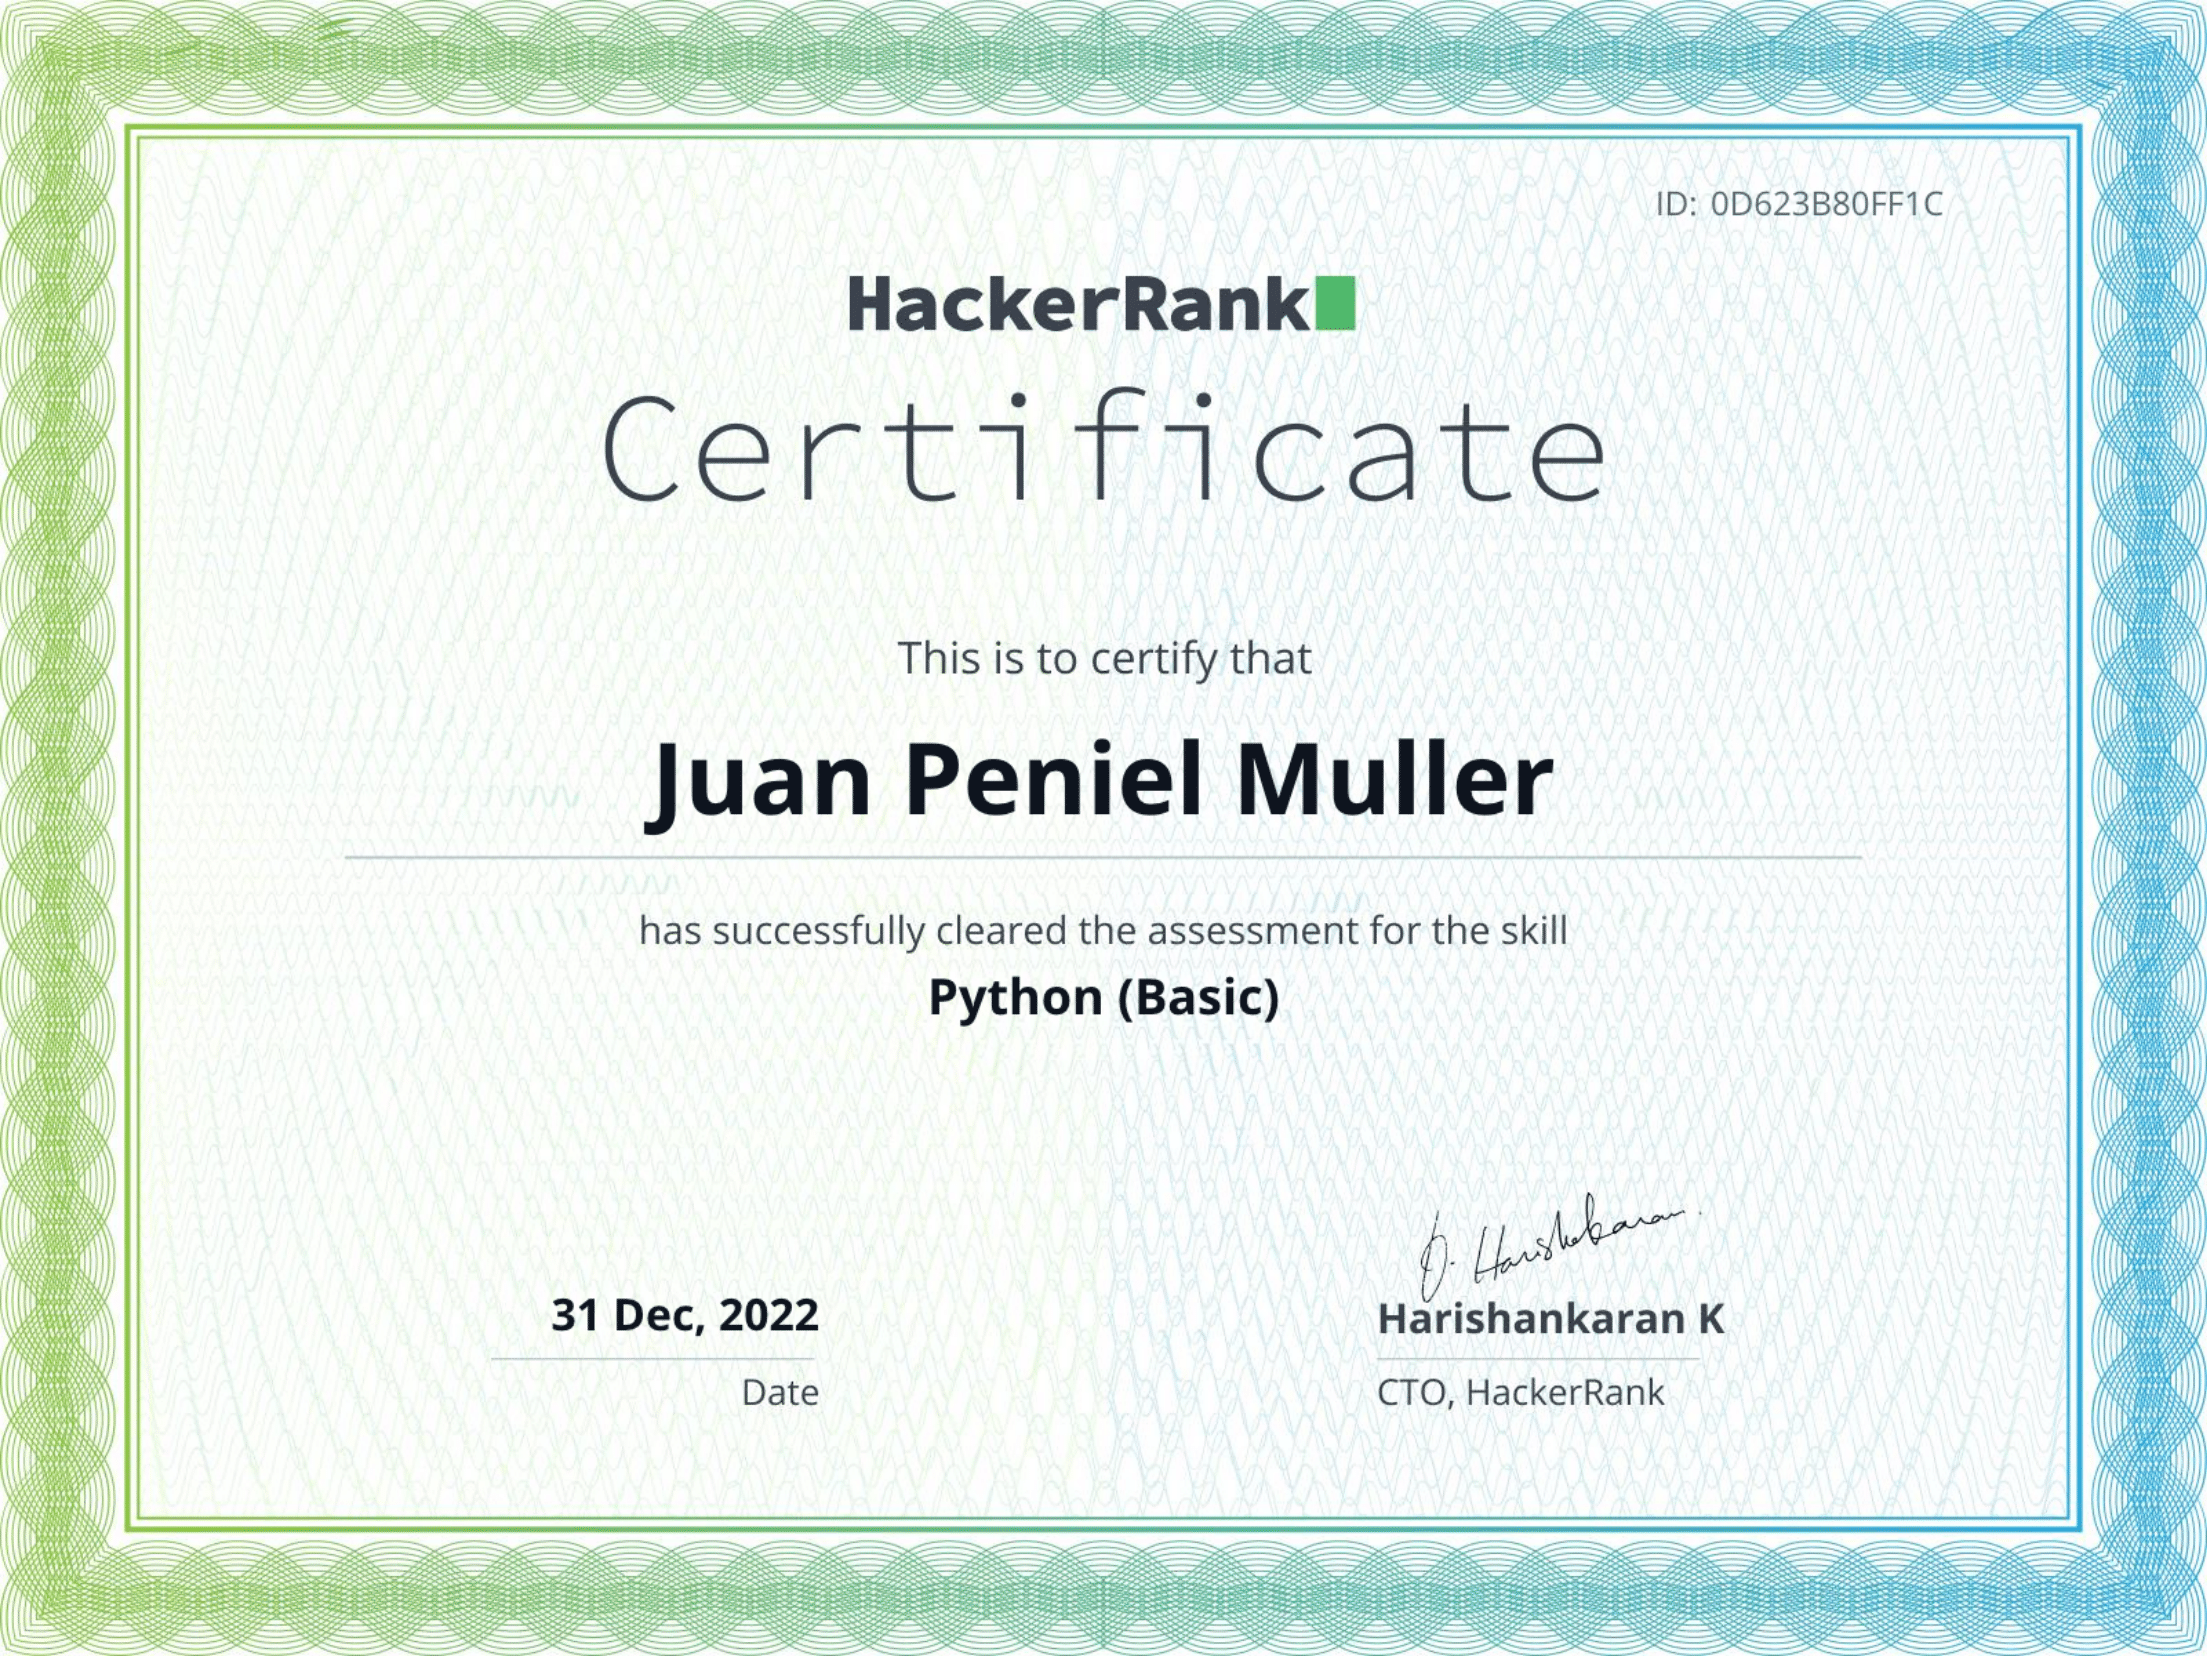 ID: 0D623B80FF1C
HackerRank
Certificate
This is to certify that
Juan Peniel Muller
has successfully cleared the assessment for the skill
Python (Basic)
D. Harishankaran.
31 Dec, 2022
Harishankaran K
Date
CTO, HackerRank